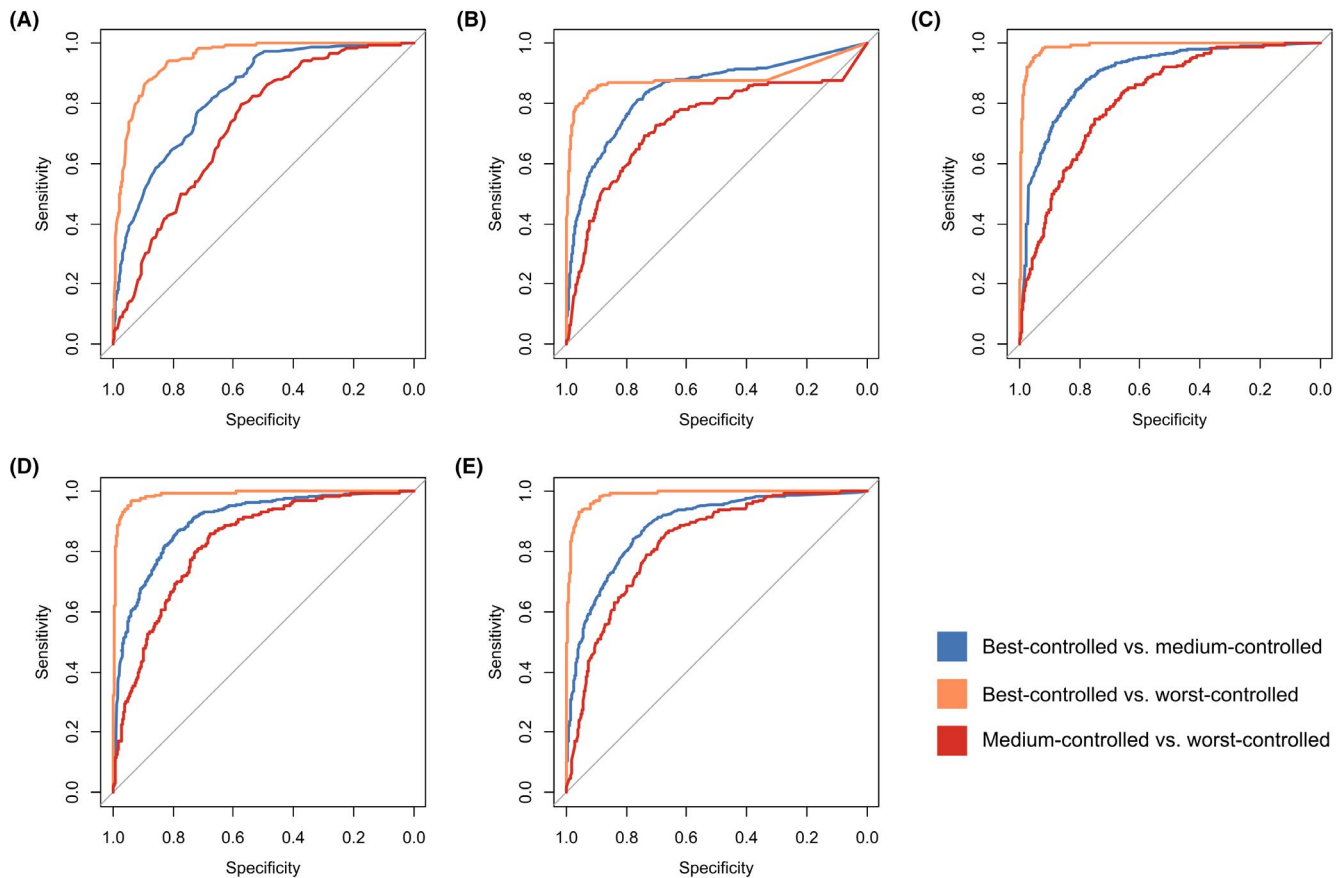 (A)
Sensitivity
0.0 0.2 0.4 0.6 0.8 1.0
1.0 0.8 0.6 0.4 0.2 0.0
Specificity
(B)
Sensitivity
0.0 0.2 0.4 0.6 0.8 1.0
1.0 0.8 0.6 0.4 0.2 0.0
Specificity
(C)
Sensitivity
0.0 0.2 0.4 0.6 0.8 1.0
1.0 0.8 0.6 0.4 0.2 0.0
Specificity
(D)
Sensitivity
0.0 0.2 0.4 0.6 0.8 1.0
1.0 0.8 0.6 0.4 0.2 0.0
Specificity
(E)
Sensitivity
0.0 0.2 0.4 0.6 0.8 1.0
1.0 0.8 0.6 0.4 0.2 0.0
Specificity
Best-controlled vs. medium-controlled
Best-controlled vs. worst-controlled
Medium-controlled vs. worst-controlled